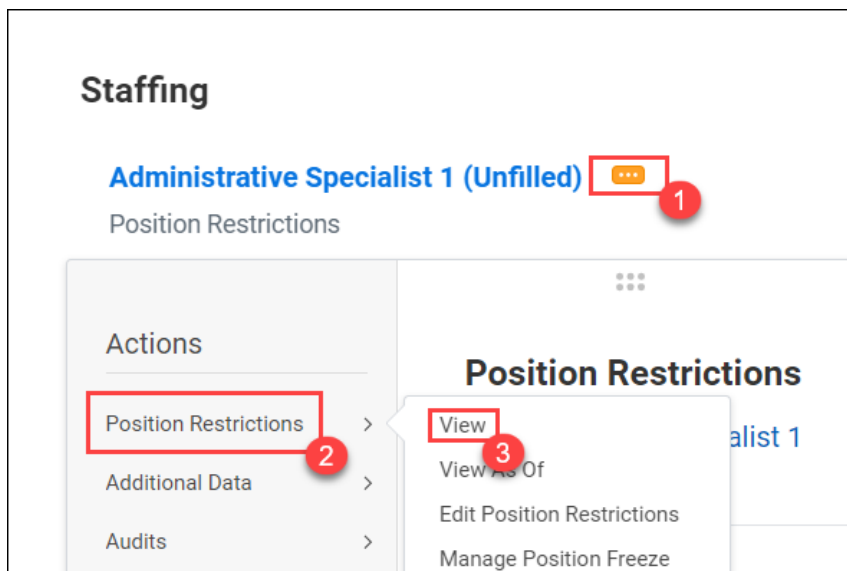 Staffing
Administrative Specialist 1 (Unfilled)
1
Position Restrictions
Actions
Position Restrictions
Position Restrictions
2
View
3
alist 1
View As Of
Additional Data
Edit Position Restrictions
Audits
Manage Position Freeze